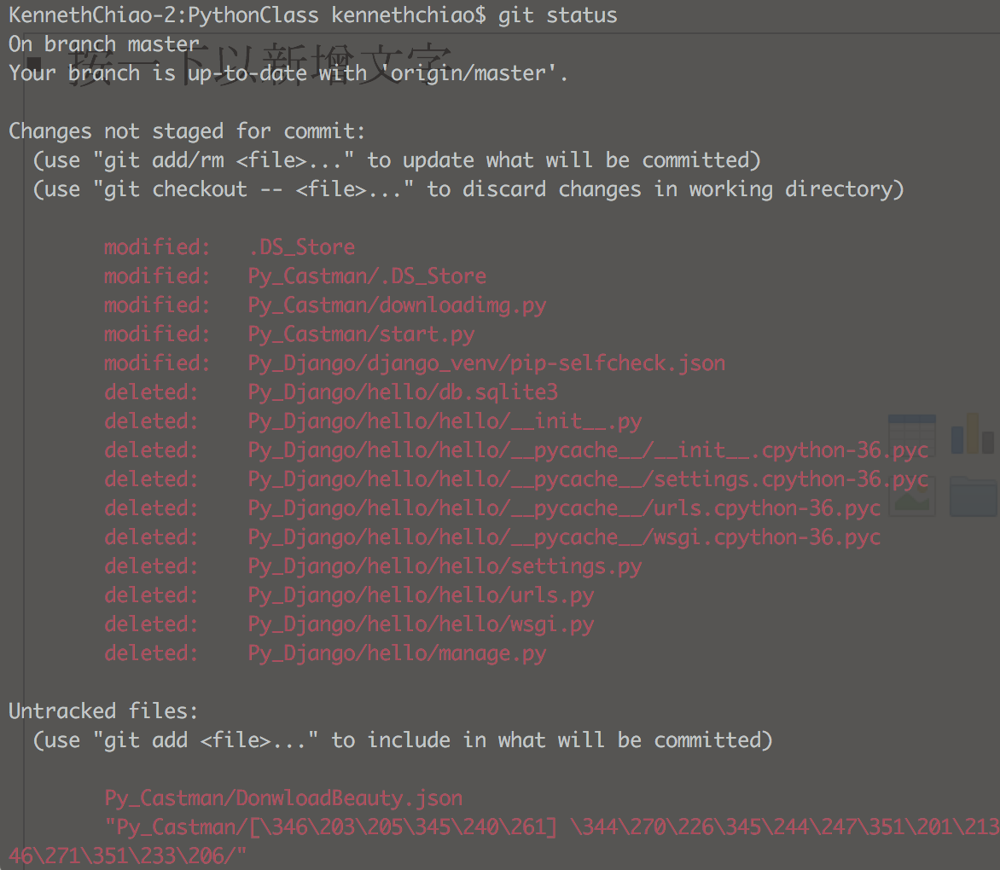 KennethChiao-2:PythonClass kennethchiao$ git status
On branch master
按一下以新增文字
Your branch is up-to-date with 'origin/master'.
Changes not staged for commit:
(use "git add/rm <file>..." to update what will be committed)
(use "git checkout -- <file>..." to discard changes in working directory)
modified: .DS_Store
modified: Py_Castman/.DS_Store
modified: Py_Castman/downloadimg.py
modified: Py_Castman/start.py
modified: Py_Django/django_venv/pip-selfcheck.json
deleted: Py_Django/hello/db.sqlite3
deleted: Py_Django/hello/hello/__init__.py
deleted: Py_Django/hello/hello/__pycache__/__init__.cpython-36.pyc
deleted: Py_Django/hello/hello/__pycache__/settings.cpython-36.pyc
deleted: Py_Django/hello/hello/__pycache__/urls.cpython-36.pyc
deleted: Py_Django/hello/hello/__pycache__/wsgi.cpython-36.pyc
deleted: Py_Django/hello/hello/settings.py
deleted: Py_Django/hello/hello/urls.py
deleted: Py_Django/hello/hello/wsgi.py
deleted: Py_Django/hello/manage.py
Untracked files:
(use "git add <file>..." to include in what will be committed)
Py_Castman/DonwloadBeauty.json
"Py_Castman/[\346\203\205\345\240\261] \344\270\226\345\244\247\351\201\213
46\271\351\233\206/"